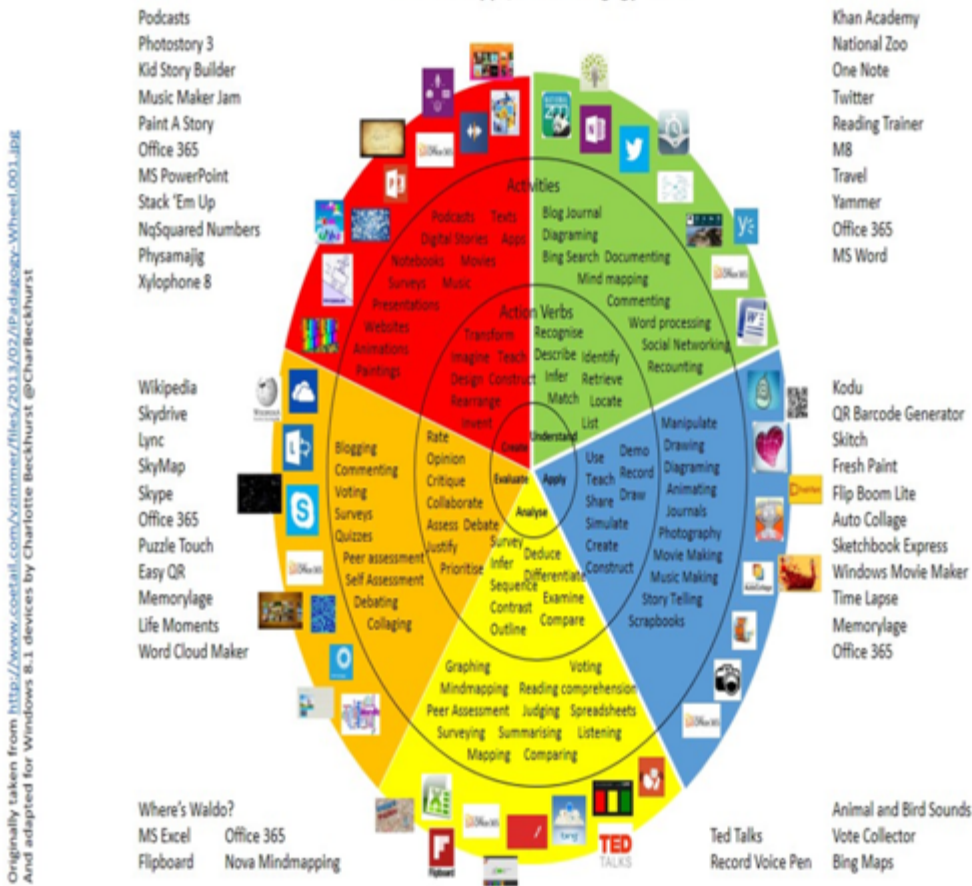 Podcasts
Photostory 3
Kid Story Builder
Music Maker Jam
Paint A Story
Office 365
MS PowerPoint
Stack 'Em Up
NqSquared Numbers
Physamajig
Xylophone 8
Khan Academy
National Zoo
One Note
Twitter
Reading Trainer
M8
Travel
Yammer
Office 365
MS Word
Activities
Podcasts Texts
Digital Stories Apps
Notebooks Movies
Surveys Music
Presentations
Websites
Animations
Paintings
Blog Journal
Diagraming
Bing Search Documenting
Mind mapping
Commenting
Word processing
Social Networking
Recounting
Action Verbs
Transform
Imagine Teach
Design Construct
Rearrange
Invent
Create
Recognise
Describe Identify
Infer Retrieve
Match Locate
List
Understand
Wikipedia
Skydrive
Lync
SkyMap
Skype
Office 365
Puzzle Touch
Easy QR
Memorylage
Life Moments
Word Cloud Maker
Blogging
Commenting
Voting
Surveys
Quizzes
Peer assessment
Self Assessment
Debating
Collaging
Rate
Opinion
Critique
Collaborate
Assess Debate
Justify
Prioritise
Evaluate
Apply
Analyse
Use Demo
Teach Record
Share Draw
Simulate
Create
Construct
Manipulate
Drawing
Diagraming
Animating
Journals
Photography
Movie Making
Music Making
Story Telling
Scrapbooks
Kodu
QR Barcode Generator
Skitch
Fresh Paint
Flip Boom Lite
Auto Collage
Sketchbook Express
Windows Movie Maker
Time Lapse
Memorylage
Office 365
Survey
Infer
Sequence
Contrast
Outline
Deduce
Differentiate
Examine
Compare
Graphing Voting
Mindmapping Reading comprehension
Peer Assessment Judging Spreadsheets
Surveying Summarising Listening
Mapping Comparing
Where's Waldo?
MS Excel Office 365
Flipboard Nova Mindmapping
Flipboard
TED
TALKS
Ted Talks
Record Voice Pen
Animal and Bird Sounds
Vote Collector
Bing Maps
Originally taken from http://www.coetail.com/vzimmer/files/2013/02/iPadagogy-Wheel.001.jpg
And adapted for Windows 8.1 devices by Charlotte Beckhurst @CharBeckhurst